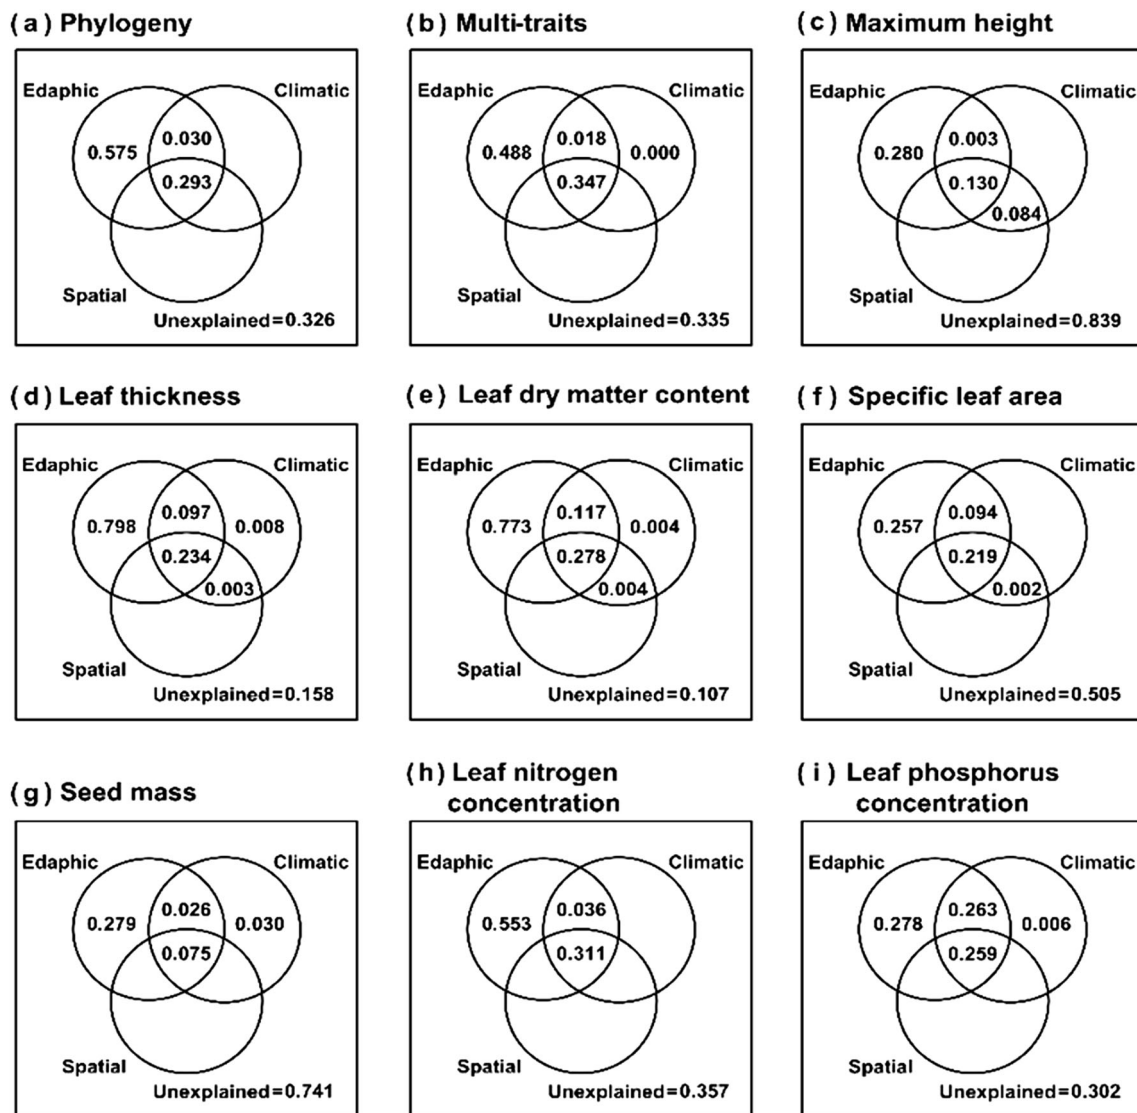 (a) Phylogeny
Edaphic
Climatic
0.030
0.575
0.293
Spatial
Unexplained=0.326
(b) Multi-traits
Edaphic
Climatic
0.018
0.488
0.000
0.347
Spatial
Unexplained=0.335
(c) Maximum height
Edaphic
Climatic
0.003
0.280
0.130
0.084
Spatial
Unexplained=0.839
(d) Leaf thickness
Edaphic
Climatic
0.097
0.798
0.008
0.234
0.003
Spatial
Unexplained=0.158
(e) Leaf dry matter content
Edaphic
Climatic
0.117
0.773
0.004
0.278
0.004
Spatial
Unexplained=0.107
(f) Specific leaf area
Edaphic
Climatic
0.094
0.257
0.219
0.002
Spatial
Unexplained=0.505
(g) Seed mass
Edaphic
Climatic
0.026
0.279
0.030
0.075
Spatial
Unexplained=0.741
(h) Leaf nitrogen
concentration
Edaphic
Climatic
0.036
0.553
0.311
Spatial
Unexplained=0.357
(i) Leaf phosphorus
concentration
Edaphic
Climatic
0.263
0.278
0.006
0.259
Spatial
Unexplained=0.302